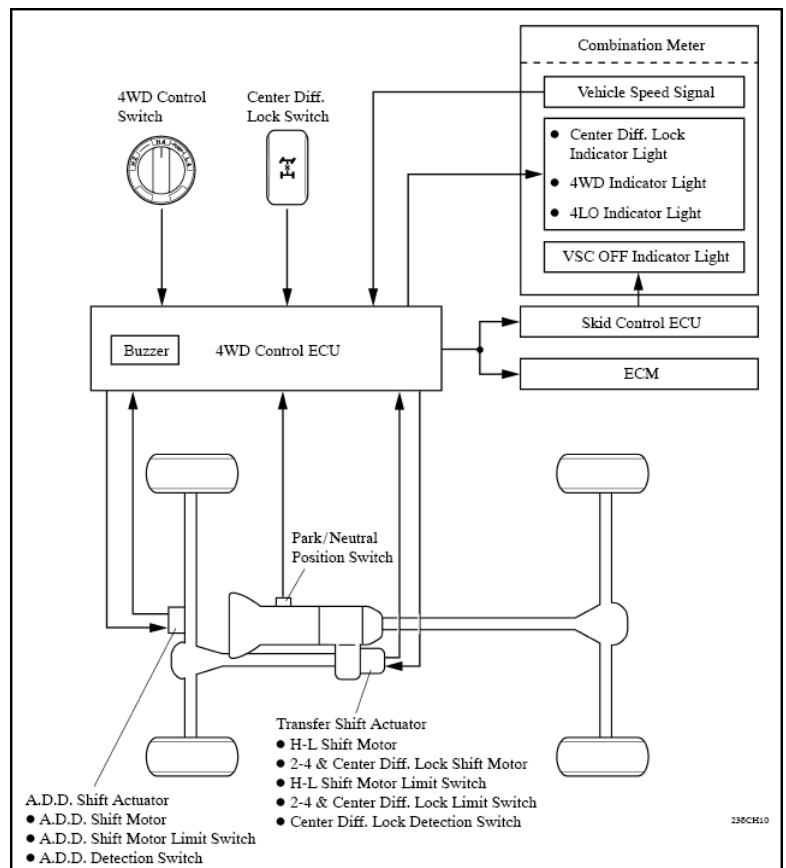 Combination Meter
4WD Control
Switch
Center Diff.
Lock Switch
Vehicle Speed Signal
● Center Diff. Lock
Indicator Light
● 4WD Indicator Light
● 4LO Indicator Light
VSC OFF Indicator Light
H2 H4 L4
Buzzer
4WD Control ECU
Skid Control ECU
ECM
Park/Neutral
Position Switch
Transfer Shift Actuator
● H-L Shift Motor
● 2-4 & Center Diff. Lock Shift Motor
● H-L Shift Motor Limit Switch
● 2-4 & Center Diff. Lock Limit Switch
● Center Diff. Lock Detection Switch
A.D.D. Shift Actuator
● A.D.D. Shift Motor
● A.D.D. Shift Motor Limit Switch
● A.D.D. Detection Switch
238CH10